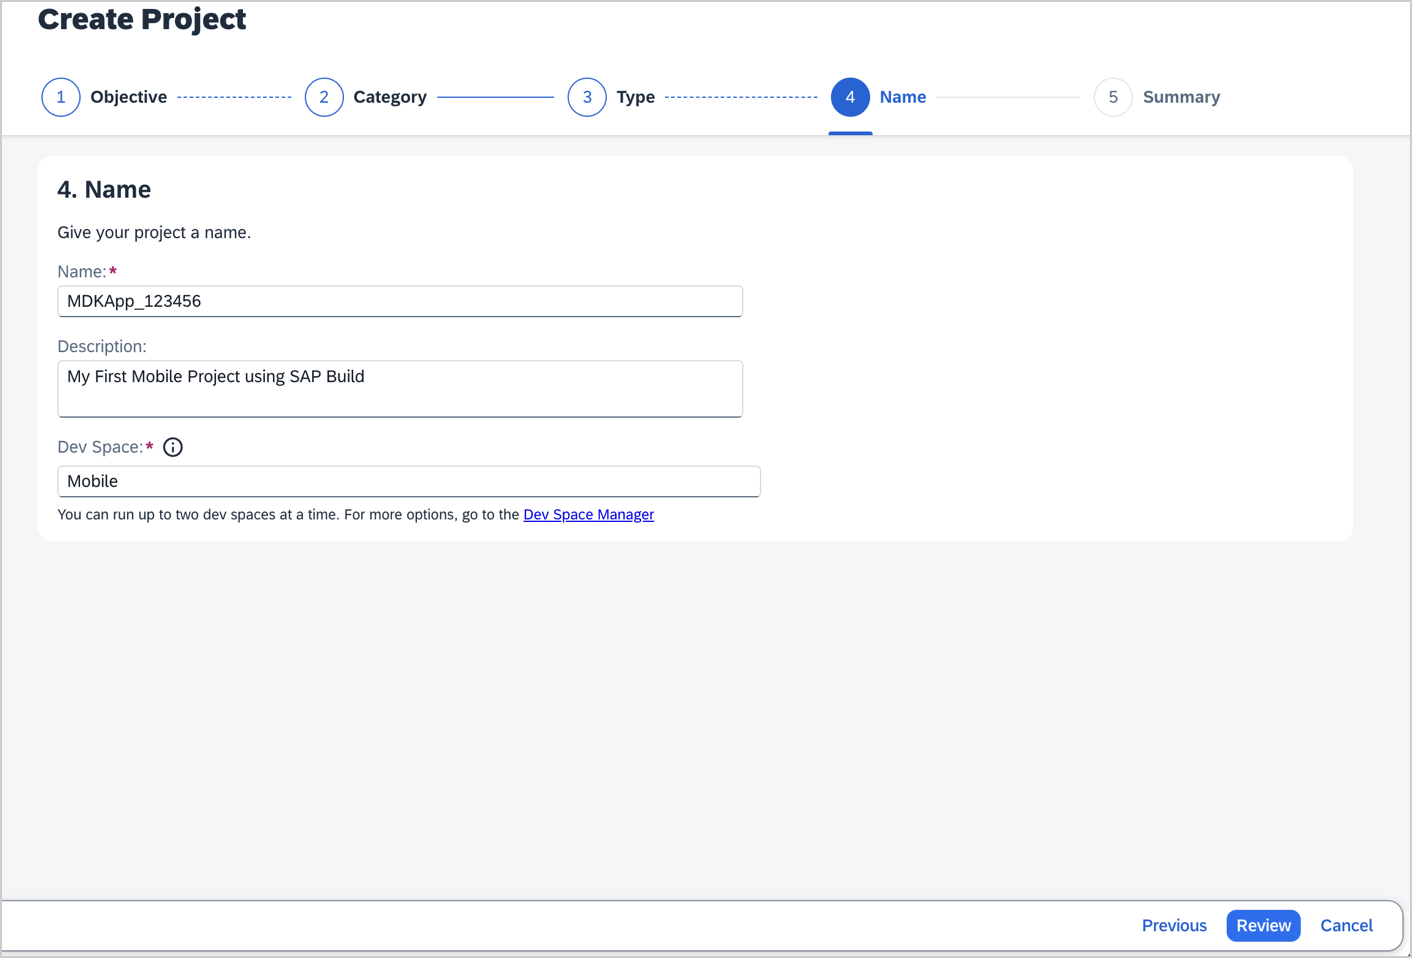 Create Project
1 Objective 2 Category 3 Type 4 Name 5 Summary
4. Name
Give your project a name.
Name:*
MDKApp_123456
Description:
My First Mobile Project using SAP Build
Dev Space:*
Mobile
You can run up to two dev spaces at a time. For more options, go to the Dev Space Manager
Previous Review Cancel